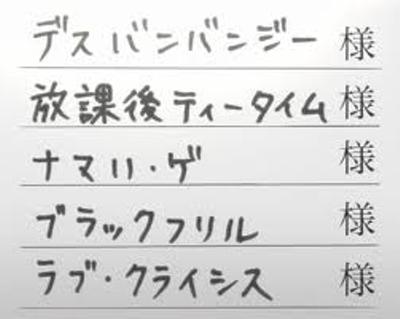 デスバンバンジー 様
放課後ティータイム 様
ナマハ・ゲ 様
ブラックフリル 様
ラブ・クライシス 様